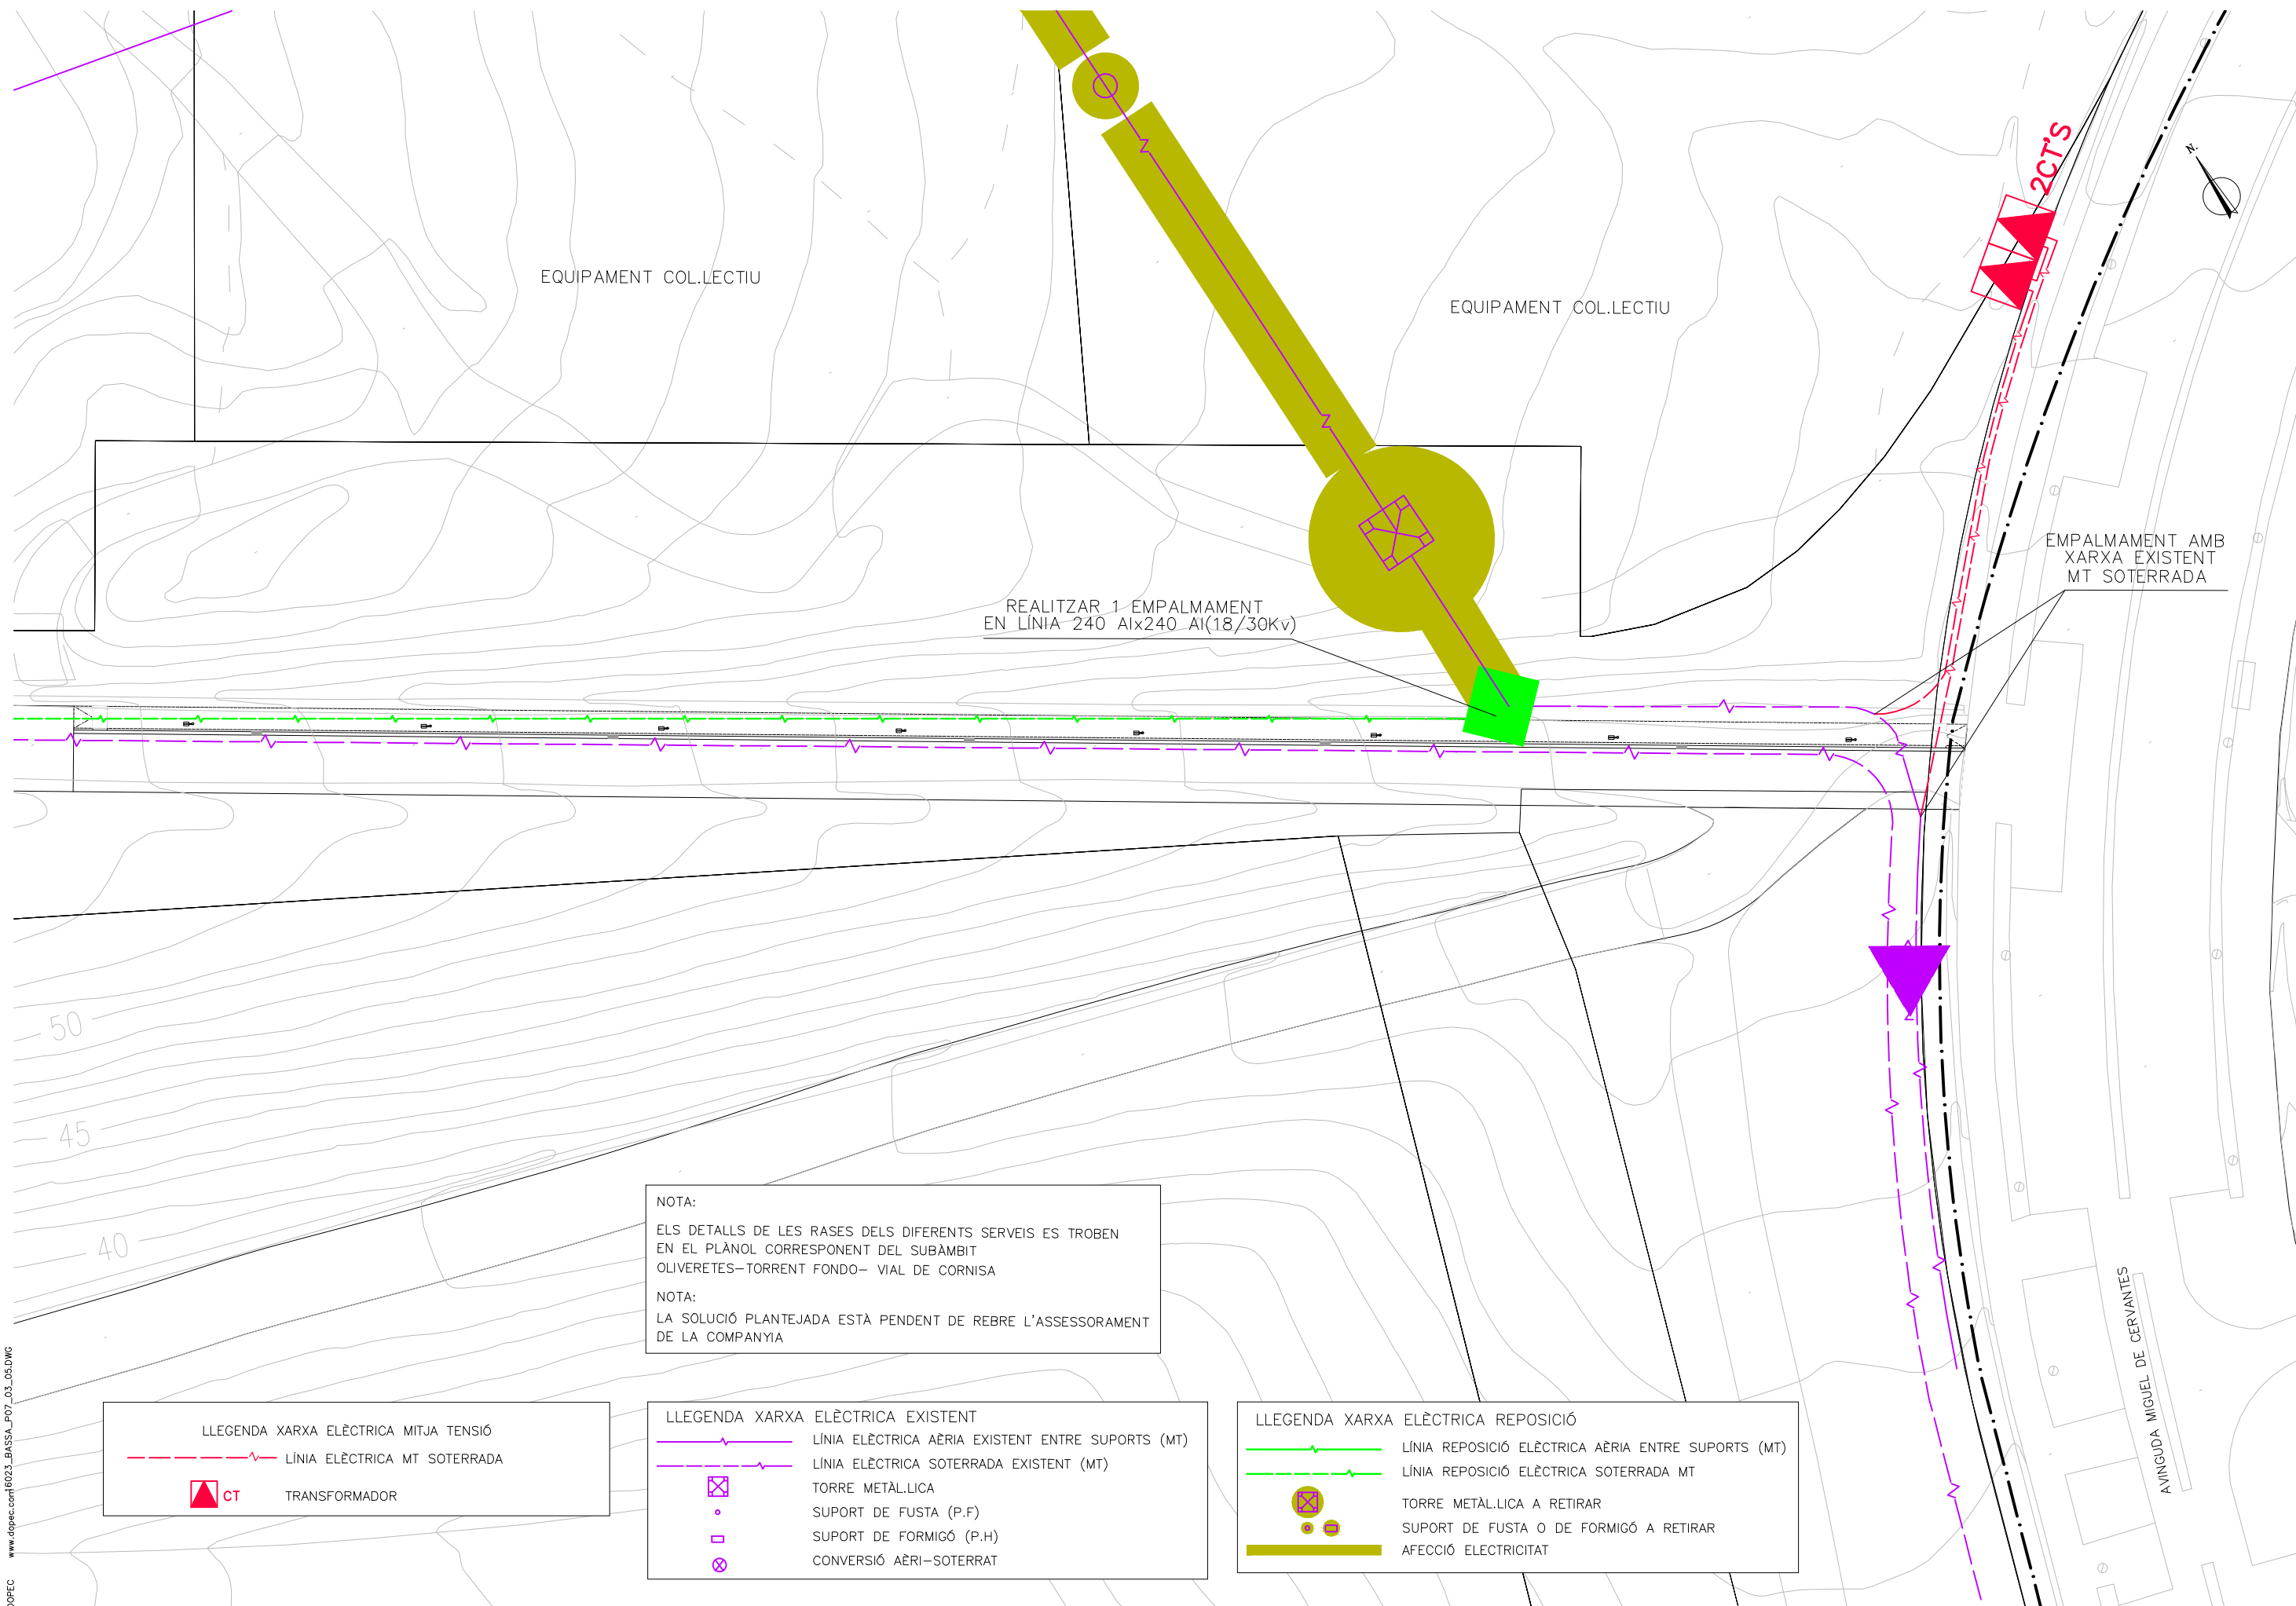 2CT'S
N.
EQUIPAMENT COL.LECTIU
EQUIPAMENT COL.LECTIU
EMPALMAMENT AMB
XARXA EXISTENT
MT SOTERRADA
REALITZAR 1 EMPALMAMENT
EN LÍNIA 240 Alx240 Al(18/30Kv)
50
45
40
NOTA:
ELS DETALLS DE LES RASES DELS DIFERENTS SERVEIS ES TROBEN
EN EL PLÀNOL CORRESPONENT DEL SUBÀMBIT
OLIVERETES-TORRENT FONDO- VIAL DE CORNISA
NOTA:
LA SOLUCIÓ PLANTEJADA ESTÀ PENDENT DE REBRE L'ASSESSORAMENT
DE LA COMPANYIA
AVINGUDA MIGUEL DE CERVANTES
LLEGENDA XARXA ELÈCTRICA MITJA TENSIÓ
LÍNIA ELÈCTRICA MT SOTERRADA
CT TRANSFORMADOR
LLEGENDA XARXA ELÈCTRICA EXISTENT
LÍNIA ELÈCTRICA AÈRIA EXISTENT ENTRE SUPORTS (MT)
LÍNIA ELÈCTRICA SOTERRADA EXISTENT (MT)
TORRE METÀL.LICA
SUPORT DE FUSTA (P.F)
SUPORT DE FORMIGÓ (P.H)
CONVERSIÓ AÈRI-SOTERRAT
LLEGENDA XARXA ELÈCTRICA REPOSICIÓ
LÍNIA REPOSICIÓ ELÈCTRICA AÈRIA ENTRE SUPORTS (MT)
LÍNIA REPOSICIÓ ELÈCTRICA SOTERRADA MT
TORRE METÀL.LICA A RETIRAR
SUPORT DE FUSTA O DE FORMIGÓ A RETIRAR
AFECCIÓ ELECTRICITAT
DOPEC www.dopec.com 16023_BASSA_P07_03_05.DWG